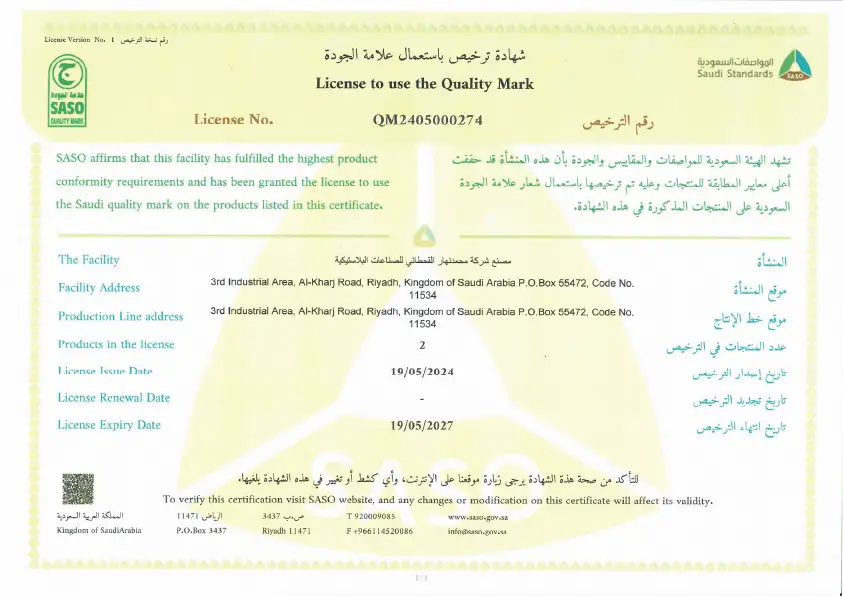 License Version No. 1 رقم نسخة الترخيص
علامة الجودة
SASO
QUALITY MARK
شهادة ترخيص باستعمال علامة الجودة
License to use the Quality Mark
المواصفات السعودية
Saudi Standards
SASO
License No. QM2405000274 رقم الترخيص
SASO affirms that this facility has fulfilled the highest product
conformity requirements and has been granted the license to use
the Saudi quality mark on the products listed in this certificate.
تشهد الهيئة السعودية للمواصفات والمقاييس والجودة بأن هذه المنشأة قد حققت
أعلى معايير المطابقة للمنتجات وعليه تم ترخيصها باستعمال شعار علامة الجودة
السعودية على المنتجات المذكورة في هذه الشهادة.
The Facility مصنع شركة محمدنهار القحطاني للصناعات البلاستيكية المنشأة
Facility Address 3rd Industrial Area, Al-Kharj Road, Riyadh, Kingdom of Saudi Arabia P.O.Box 55472, Code No. 11534 موقع المنشأة
Production Line address 3rd Industrial Area, Al-Kharj Road, Riyadh, Kingdom of Saudi Arabia P.O.Box 55472, Code No. 11534 موقع خط الإنتاج
Products in the license 2 عدد المنتجات في الترخيص
License Issue Date 19/05/2024 تاريخ إصدار الترخيص
License Renewal Date - تاريخ تجديد الترخيص
License Expiry Date 19/05/2027 تاريخ انتهاء الترخيص
SASO
للتأكد من صحة هذة الشهادة يرجى زيارة موقعنا على الإنترنت، وأي كشط أو تغيير في هذه الشهادة يلغيها.
To verify this certification visit SASO website, and any changes or modification on this certificate will affect its validity.
المملكة العربية السعودية الرياض 11471 ص.ب 3437 T 920009085 www.saso.gov.sa
Kingdom of SaudiArabia P.O.Box 3437 Riyadh 11471 F +966114520086 info@saso.gov.sa